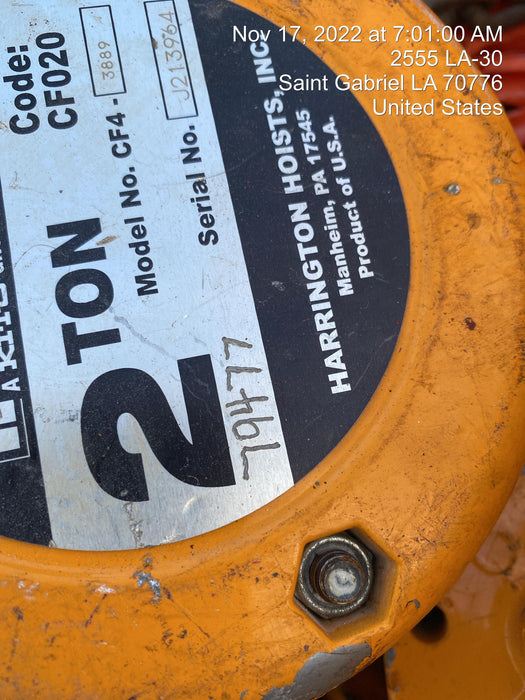 Nov 17, 2022 at 7:01:00 AM
2555 LA-30
Saint Gabriel LA 70776
United States
Code:
CF020
2 TON
Model No. CF4 - 3889
Serial No. J213964
79477
HARRINGTON HOISTS, INC.
Manheim, PA 17545
Product of U.S.A.
A KITO